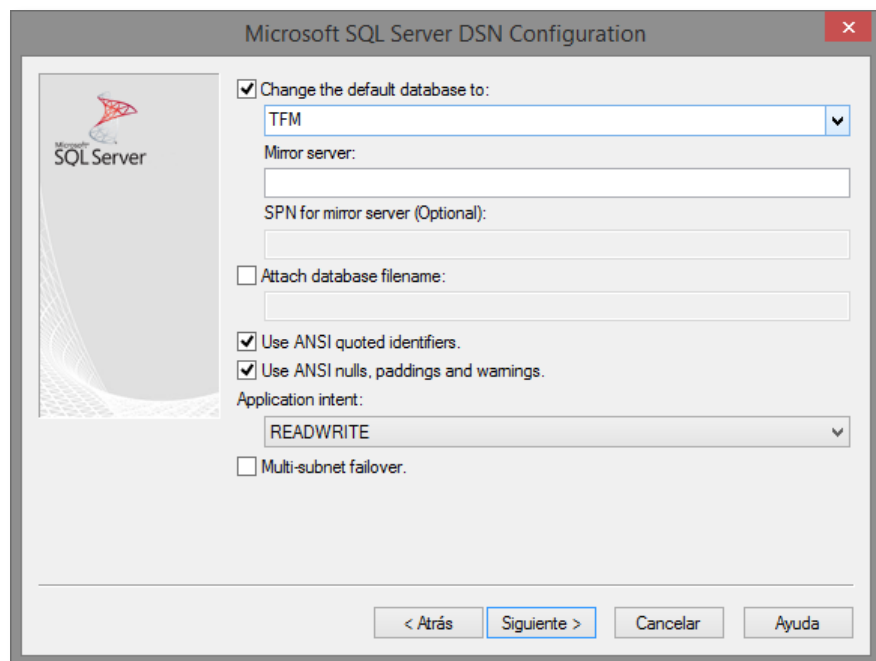 Microsoft SQL Server DSN Configuration
Microsoft
SQL Server
Change the default database to:
TFM
Mirror server:
SPN for mirror server (Optional):
Attach database filename:
Use ANSI quoted identifiers.
Use ANSI nulls, paddings and warnings.
Application intent:
READWRITE
Multi-subnet failover.
< Atrás
Siguiente >
Cancelar
Ayuda